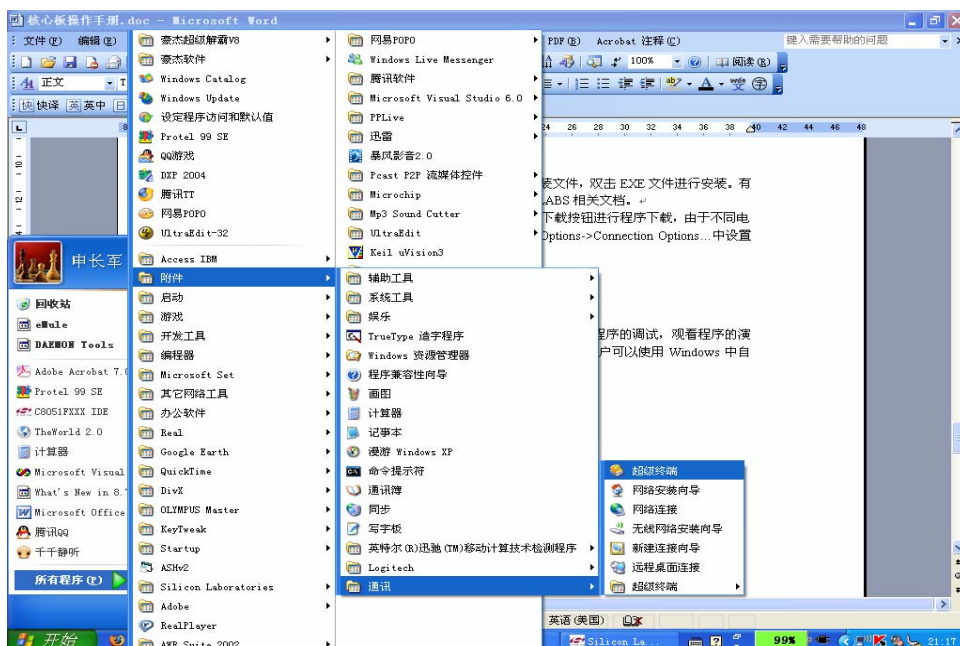 核心板操作手册.doc - Microsoft Word
文件(F) 编辑(E)
PDF(B) Acrobat 注释(C)
键入需要帮助的问题
100% 阅读(R)
正文
快译 英中
24 26 28 30 32 34 36 38 40 42 44 46 48
装文件，双击 EXE 文件进行安装。有
LABS 相关文档。
下载按钮进行程序下载，由于不同电
Options->Connection Options…中设置
程序的调试，观看程序的演
户可以使用 Windows 中自
申长军
回收站
eMule
DAEMON Tools
Adobe Acrobat 7.0
Protel 99 SE
C8051FXXX IDE
TheWorld 2.0
计算器
Microsoft Visual
What's New in 8.
Microsoft Office
腾讯QQ
千千静听
所有程序(P)
豪杰超级解霸V8
豪杰软件
Windows Catalog
Windows Update
设定程序访问和默认值
Protel 99 SE
QQ游戏
DXP 2004
腾讯TT
网易POPO
UltraEdit-32
Access IBM
附件
启动
游戏
开发工具
编程器
Microsoft Set
其它网络工具
办公软件
Real
Google Earth
QuickTime
DivX
OLYMPUS Master
KeyTweak
Startup
ASHv2
Silicon Laboratories
Adobe
RealPlayer
AWR Suite 2002
网易POPO
Windows Live Messenger
腾讯软件
Microsoft Visual Studio 6.0
PPLive
迅雷
暴风影音2.0
Pcast P2P 流媒体控件
Microchip
Mp3 Sound Cutter
UltraEdit
Keil uVision3
辅助工具
系统工具
娱乐
TrueType 造字程序
Windows 资源管理器
程序兼容性向导
画图
计算器
记事本
漫游 Windows XP
命令提示符
通讯簿
同步
写字板
英特尔(R)迅驰(TM)移动计算技术检测程序
Logitech
通讯
超级终端
网络安装向导
网络连接
无线网络安装向导
新建连接向导
远程桌面连接
超级终端
英语(美国)
开始
Silicon La...
99%
21:17